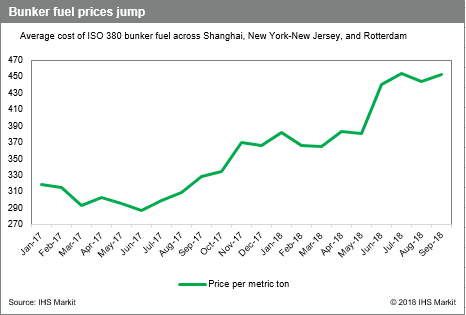 Bunker fuel prices jump
Average cost of ISO 380 bunker fuel across Shanghai, New York-New Jersey, and Rotterdam
470
450
430
410
390
370
350
330
310
290
270
Jan-17 Feb-17 Mar-17 Apr-17 May-17 Jun-17 Jul-17 Aug-17 Sep-17 Oct-17 Nov-17 Dec-17 Jan-18 Feb-18 Mar-18 Apr-18 May-18 Jun-18 Jul-18 Aug-18 Sep-18
Price per metric ton
Source: IHS Markit © 2018 IHS Markit